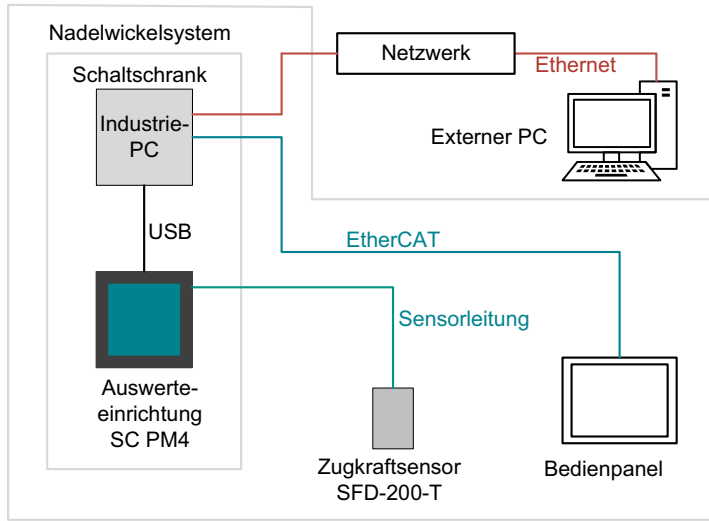 Nadelwickelsystem
Netzwerk
Ethernet
Schaltschrank
Industrie-
PC
Externer PC
USB
EtherCAT
Sensorleitung
Auswerte-
einrichtung
SC PM4
Zugkraftsensor
SFD-200-T
Bedienpanel